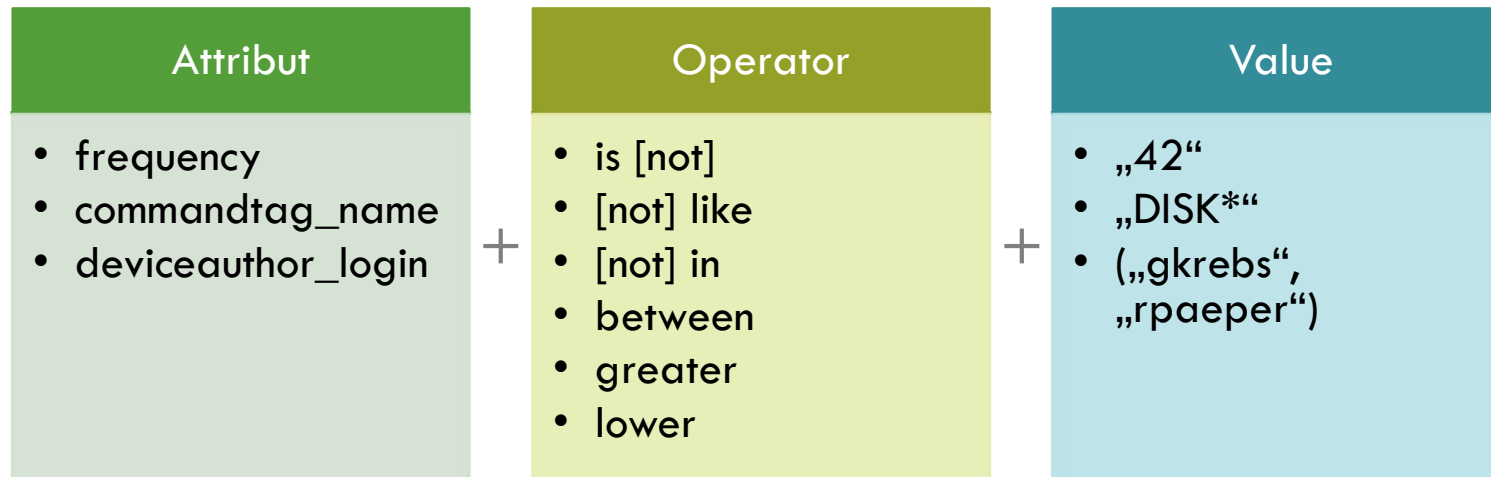 Attribut
• frequency
• commandtag_name
• deviceauthor_login
+
Operator
• is [not]
• [not] like
• [not] in
• between
• greater
• lower
+
Value
• „42“
• „DISK*“
• („gkrebs“,
„rpaeper“)